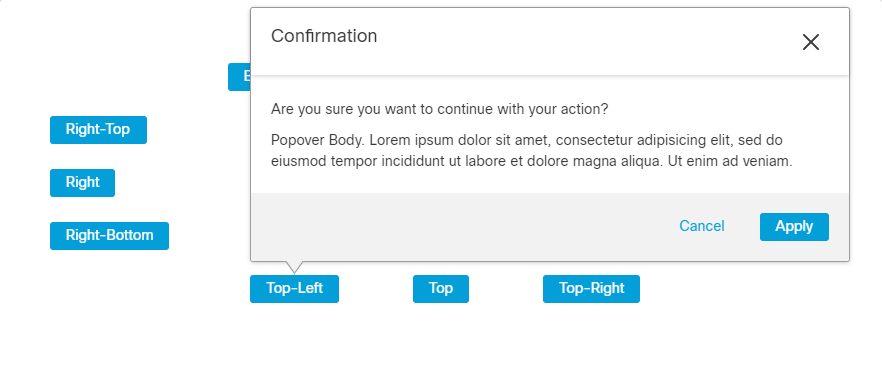 Confirmation
Are you sure you want to continue with your action?
Popover Body. Lorem ipsum dolor sit amet, consectetur adipisicing elit, sed do
eiusmod tempor incididunt ut labore et dolore magna aliqua. Ut enim ad veniam.
Cancel
Apply
Right-Top
Right
Right-Bottom
Top-Left
Top
Top-Right